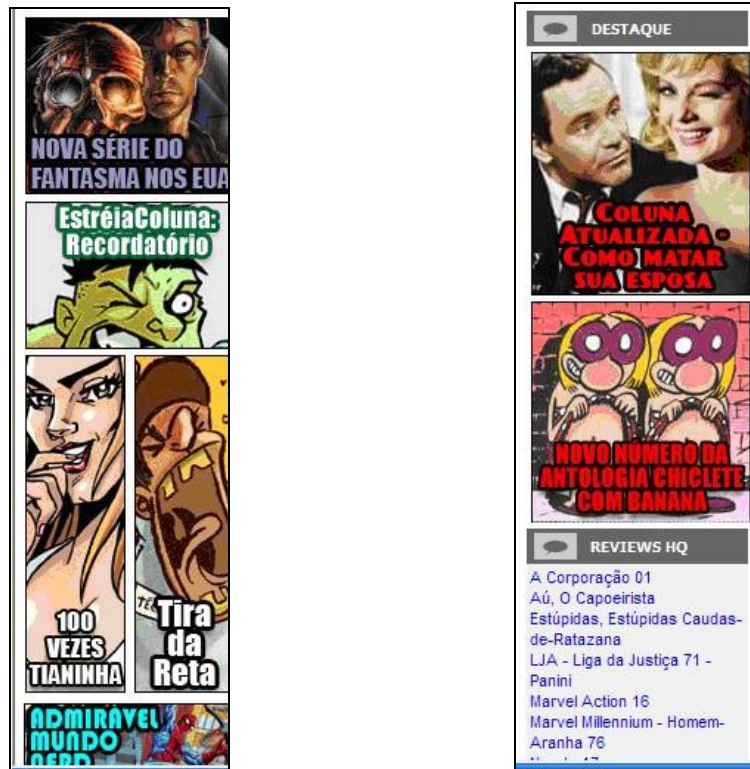 NOVA SÉRIE DO
FANTASMA NOS EUA
EstréiaColuna:
Recordatório
100
VEZES
TIANINHA
Tira
da
Reta
ADMIRÁVEL
MUNDO
NERD
DESTAQUE
COLUNA
ATUALIZADA -
COMO MATAR
SUA ESPOSA
NOVO NÚMERO DA
ANTOLOGIA CHICLETE
COM BANANA
REVIEWS HQ
A Corporação 01
Aú, O Capoeirista
Estúpidas, Estúpidas Caudas-
de-Ratazana
LJA - Liga da Justiça 71 -
Panini
Marvel Action 16
Marvel Millennium - Homem-
Aranha 76